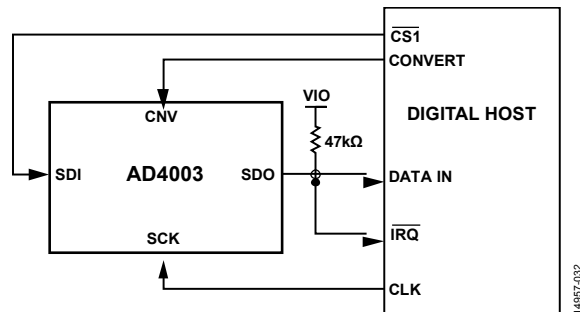 CS1
CONVERT
VIO
DIGITAL HOST
CNV
47kΩ
SDI
AD4003
SDO
DATA IN
SCK
IRQ
CLK
14957-032